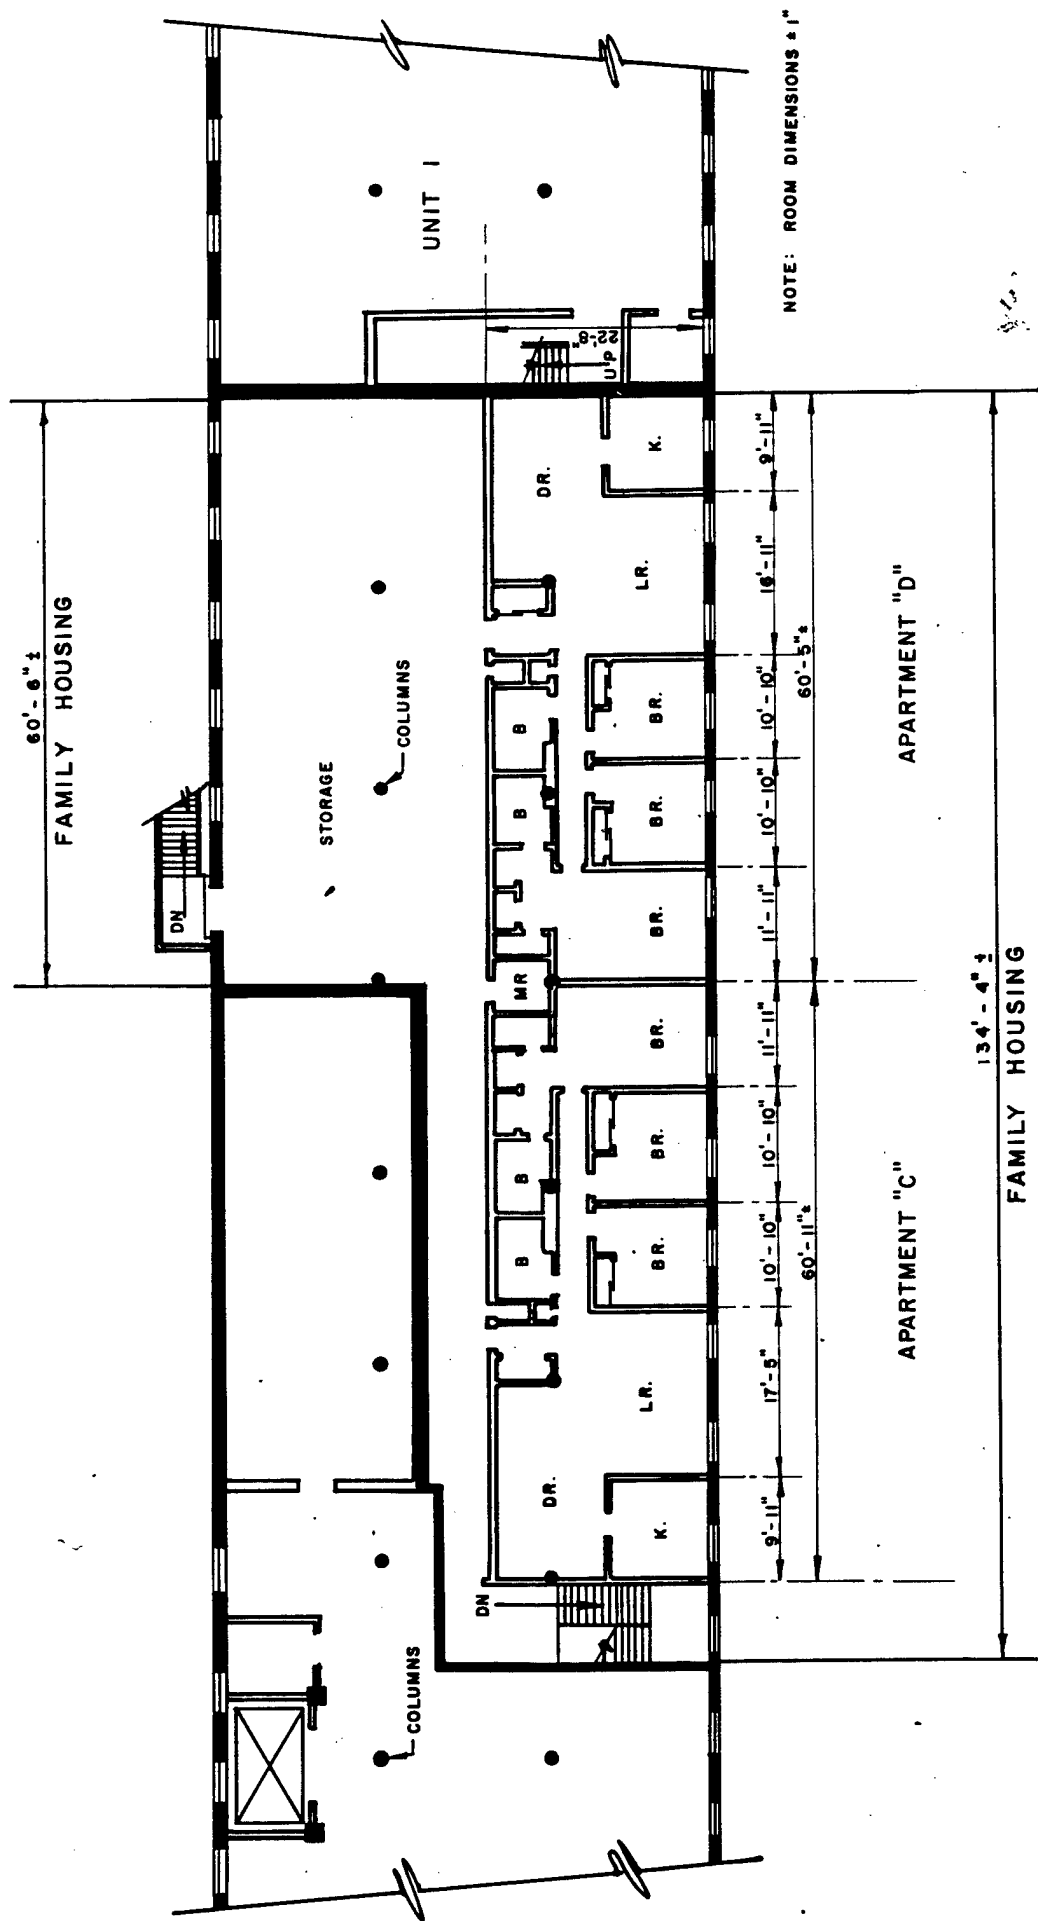 60'-6" ±
FAMILY HOUSING
DN
STORAGE
COLUMNS
COLUMNS
UNIT 1
UP
22'-8"
DN
DR.
K.
LR.
B
B
BR.
BR.
BR.
MR
BR.
BR.
BR.
B
B
LR.
DR.
K.
9'-11"
17'-5"
10'-10"
10'-10"
11'-11"
11'-11"
10'-10"
10'-10"
16'-11"
9'-11"
60'-11"±
60'-5"±
APARTMENT "C"
APARTMENT "D"
134'-4" ±
FAMILY HOUSING
NOTE: ROOM DIMENSIONS ± 1"